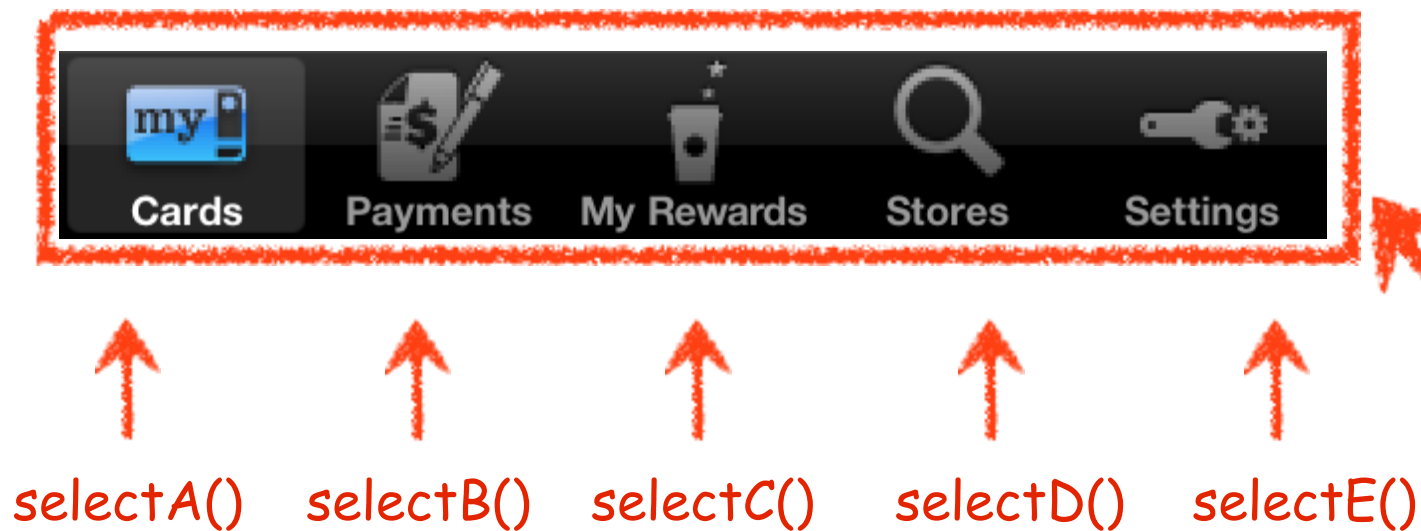 my
$
Cards Payments My Rewards Stores Settings
selectA() selectB() selectC() selectD() selectE()